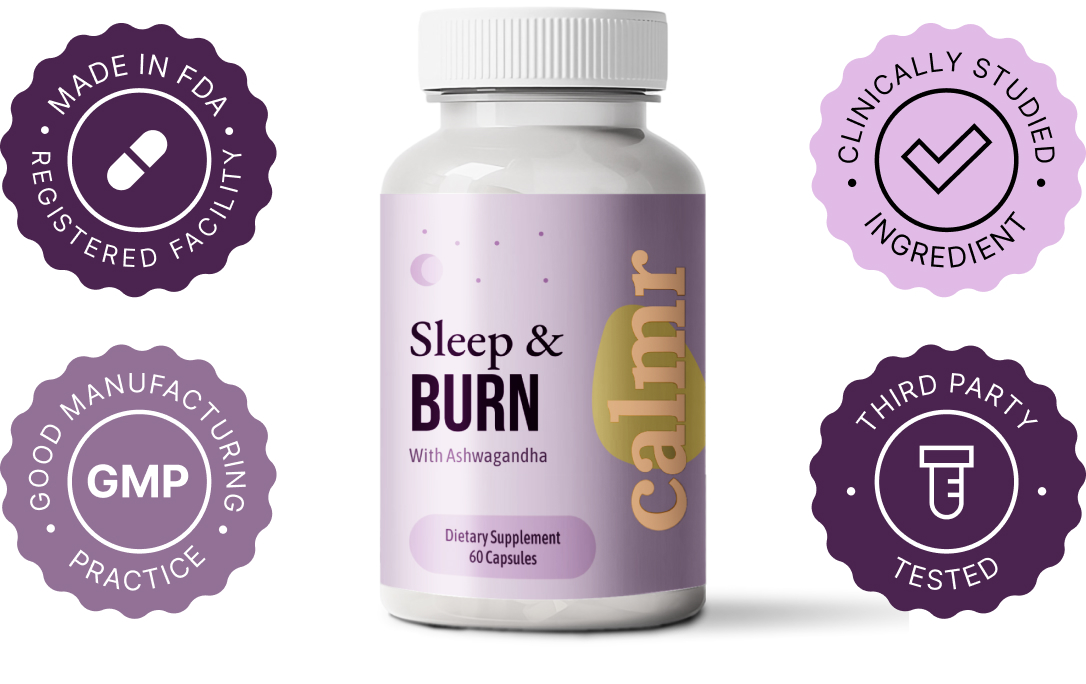 MADE IN FDA
REGISTERED FACILITY
GOOD MANUFACTURING
GMP
PRACTICE
Sleep &
BURN
With Ashwagandha
Dietary Supplement
60 Capsules
calmr
CLINICALLY STUDIED
INGREDIENT
THIRD PARTY
TESTED